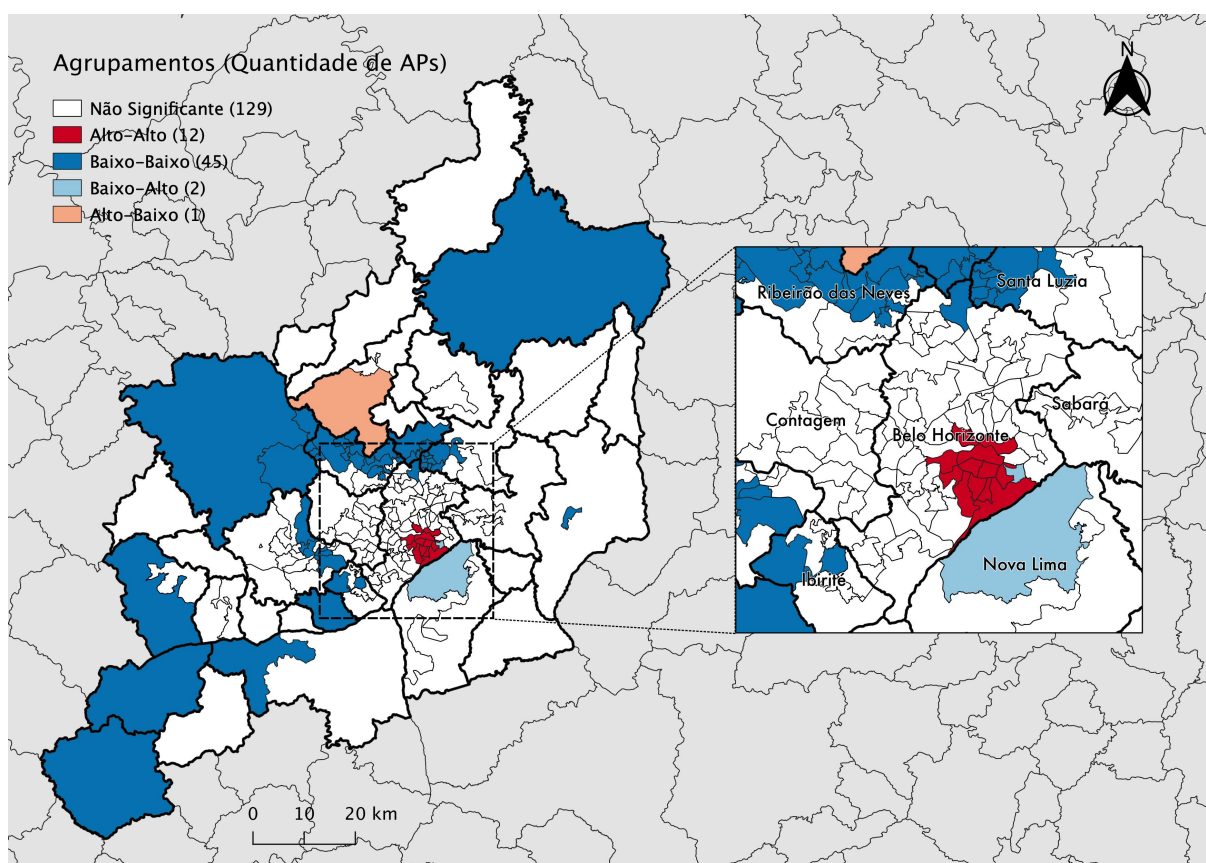 Agrupamentos (Quantidade de APs)
Não Significante (129)
Alto-Alto (12)
Baixo-Baixo (45)
Baixo-Alto (2)
Alto-Baixo (1)
N
Ribeirão das Neves
Santa Luzia
Contagem
Sabará
Belo Horizonte
Ibirité
Nova Lima
0 10 20 km